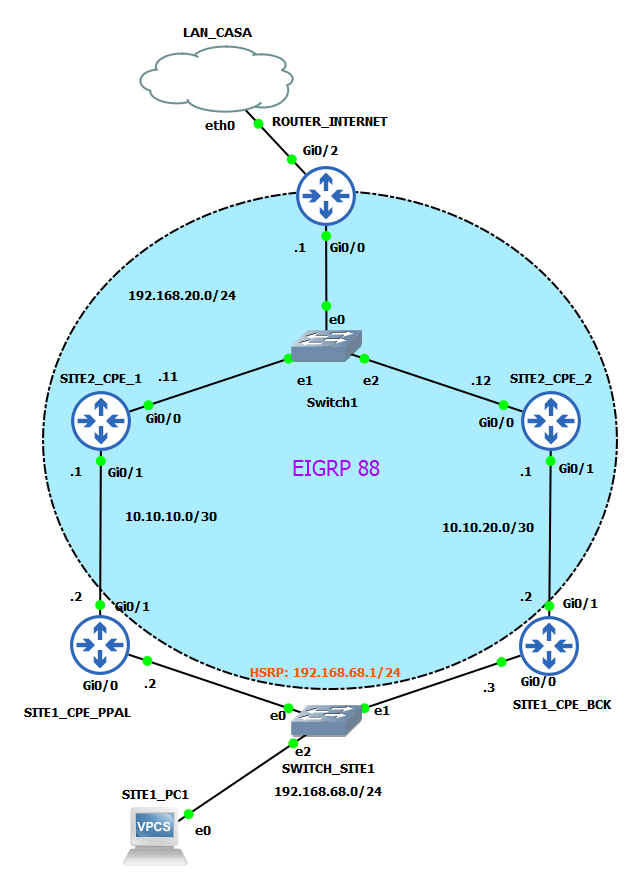 LAN_CASA
eth0
ROUTER_INTERNET
Gi0/2
.1
Gi0/0
192.168.20.0/24
e0
SITE2_CPE_1
.11
e1
e2
.12
SITE2_CPE_2
Switch1
Gi0/0
Gi0/0
.1
Gi0/1
EIGRP 88
.1
Gi0/1
10.10.10.0/30
10.10.20.0/30
.2
Gi0/1
.2
Gi0/1
HSRP: 192.168.68.1/24
Gi0/0
.2
.3
Gi0/0
SITE1_CPE_PPAL
e0
e1
SITE1_CPE_BCK
e2
SWITCH_SITE1
192.168.68.0/24
SITE1_PC1
VPCS
e0